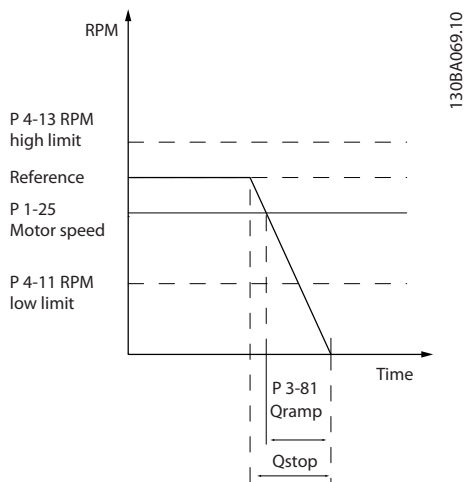 RPM
130BA069.10
P 4-13 RPM
high limit
Reference
P 1-25
Motor speed
P 4-11 RPM
low limit
Time
P 3-81
Qramp
Qstop